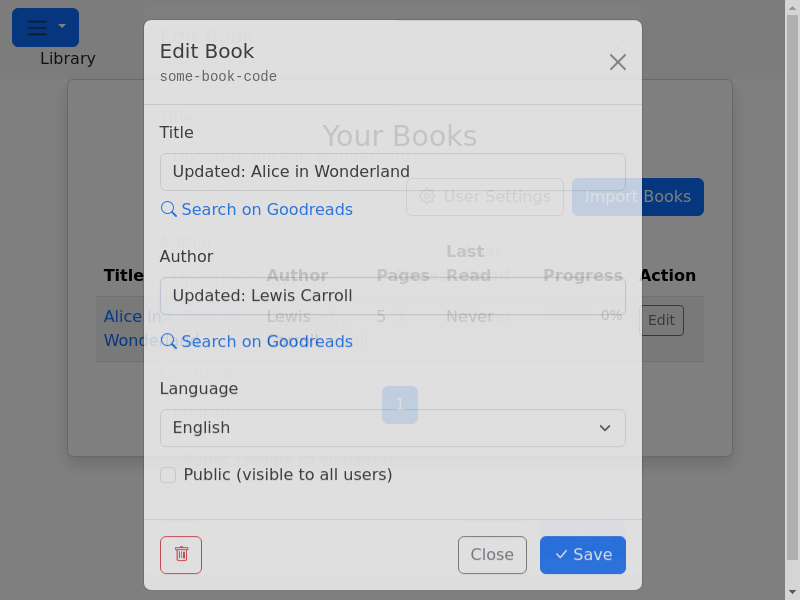 Library
Edit Book
some-book-code
Title
Updated: Alice in Wonderland
Search on Goodreads
Author
Updated: Lewis Carroll
Search on Goodreads
Language
English
Public (visible to all users)
Close
Save
Your Books
User Settings
Import Books
Title Author Pages Last Read Progress Action
Alice In Wonderland Lewis 5 Never 0% Edit
1